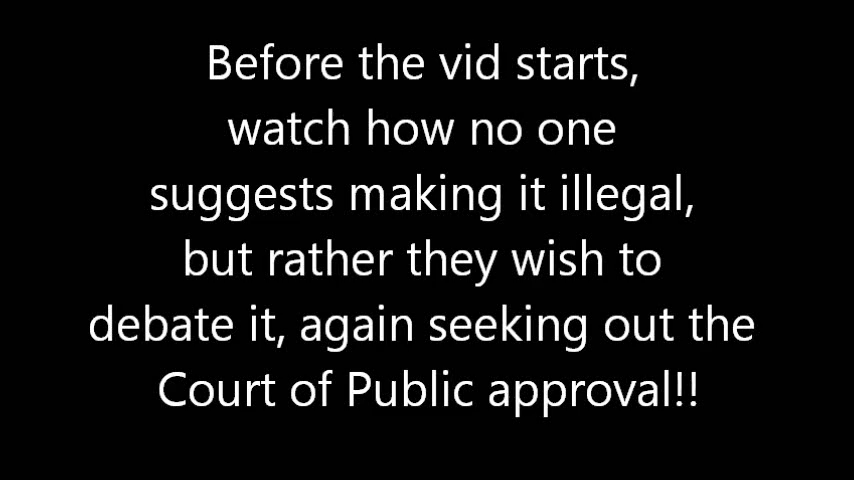 Before the vid starts,
watch how no one
suggests making it illegal,
but rather they wish to
debate it, again seeking out the
Court of Public approval!!